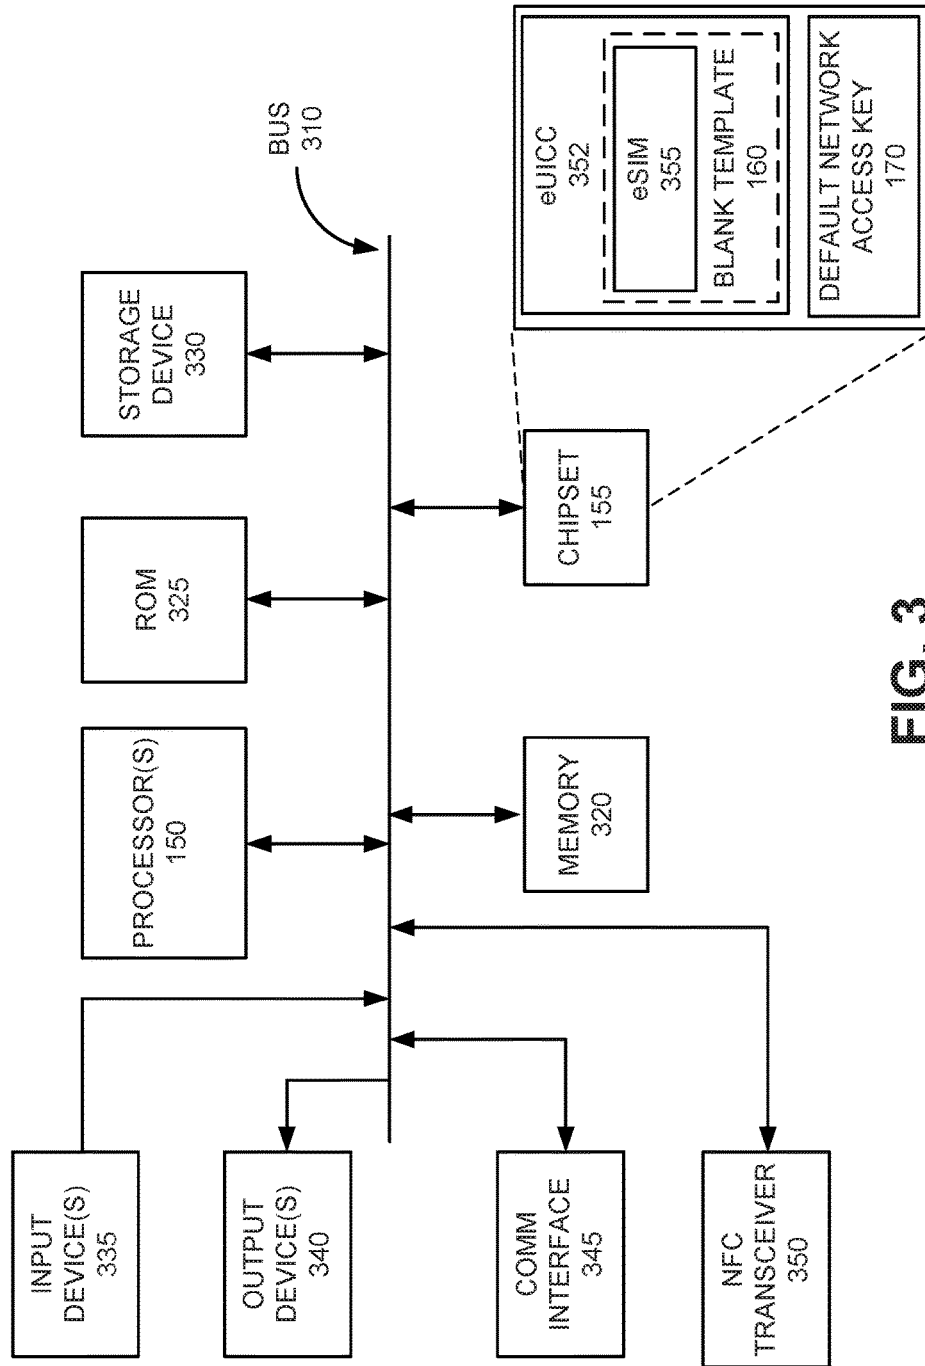 INPUT
DEVICE(S)
335
OUTPUT
DEVICE(S)
340
COMM
INTERFACE
345
NFC
TRANSCEIVER
350
PROCESSOR(S)
150
ROM
325
STORAGE
DEVICE
330
BUS
310
MEMORY
320
CHIPSET
155
eUICC
352
eSIM
355
BLANK TEMPLATE
160
DEFAULT NETWORK
ACCESS KEY
170
FIG. 3